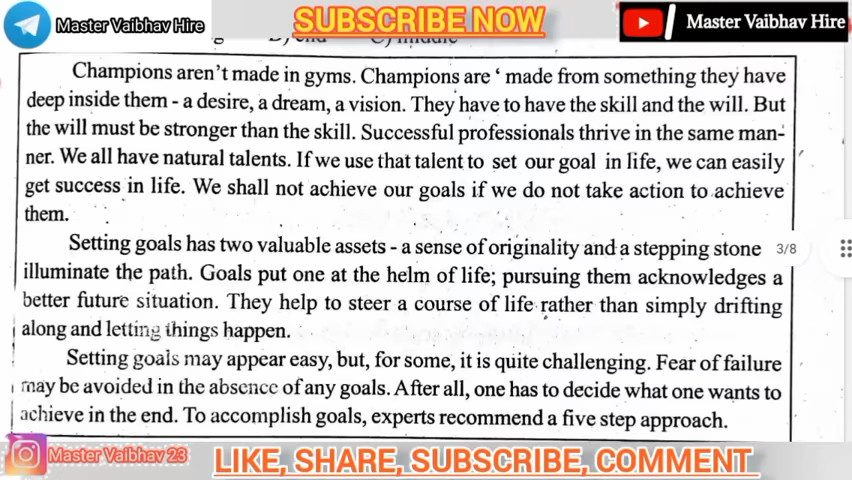 Master Vaibhav Hire
SUBSCRIBE NOW
Master Vaibhav Hire
C) middle
Champions aren't made in gyms. Champions are ‘ made from something they have
deep inside them - a desire, a dream, a vision. They have to have the skill and the will. But
the will must be stronger than the skill. Successful professionals thrive in the same man-
ner. We all have natural talents. If we use that talent to set our goal in life, we can easily
get success in life. We shall not achieve our goals if we do not take action to achieve
them.
Setting goals has two valuable assets - a sense of originality and a stepping stone
3/8
illuminate the path. Goals put one at the helm of life; pursuing them acknowledges a
better future situation. They help to steer a course of life rather than simply drifting
along and letting things happen.
Setting goals may appear easy, but, for some, it is quite challenging. Fear of failure
may be avoided in the absence of any goals. After all, one has to decide what one wants to
achieve in the end. To accomplish goals, experts recommend a five step approach.
Master Vaibhav 23
LIKE, SHARE, SUBSCRIBE, COMMENT